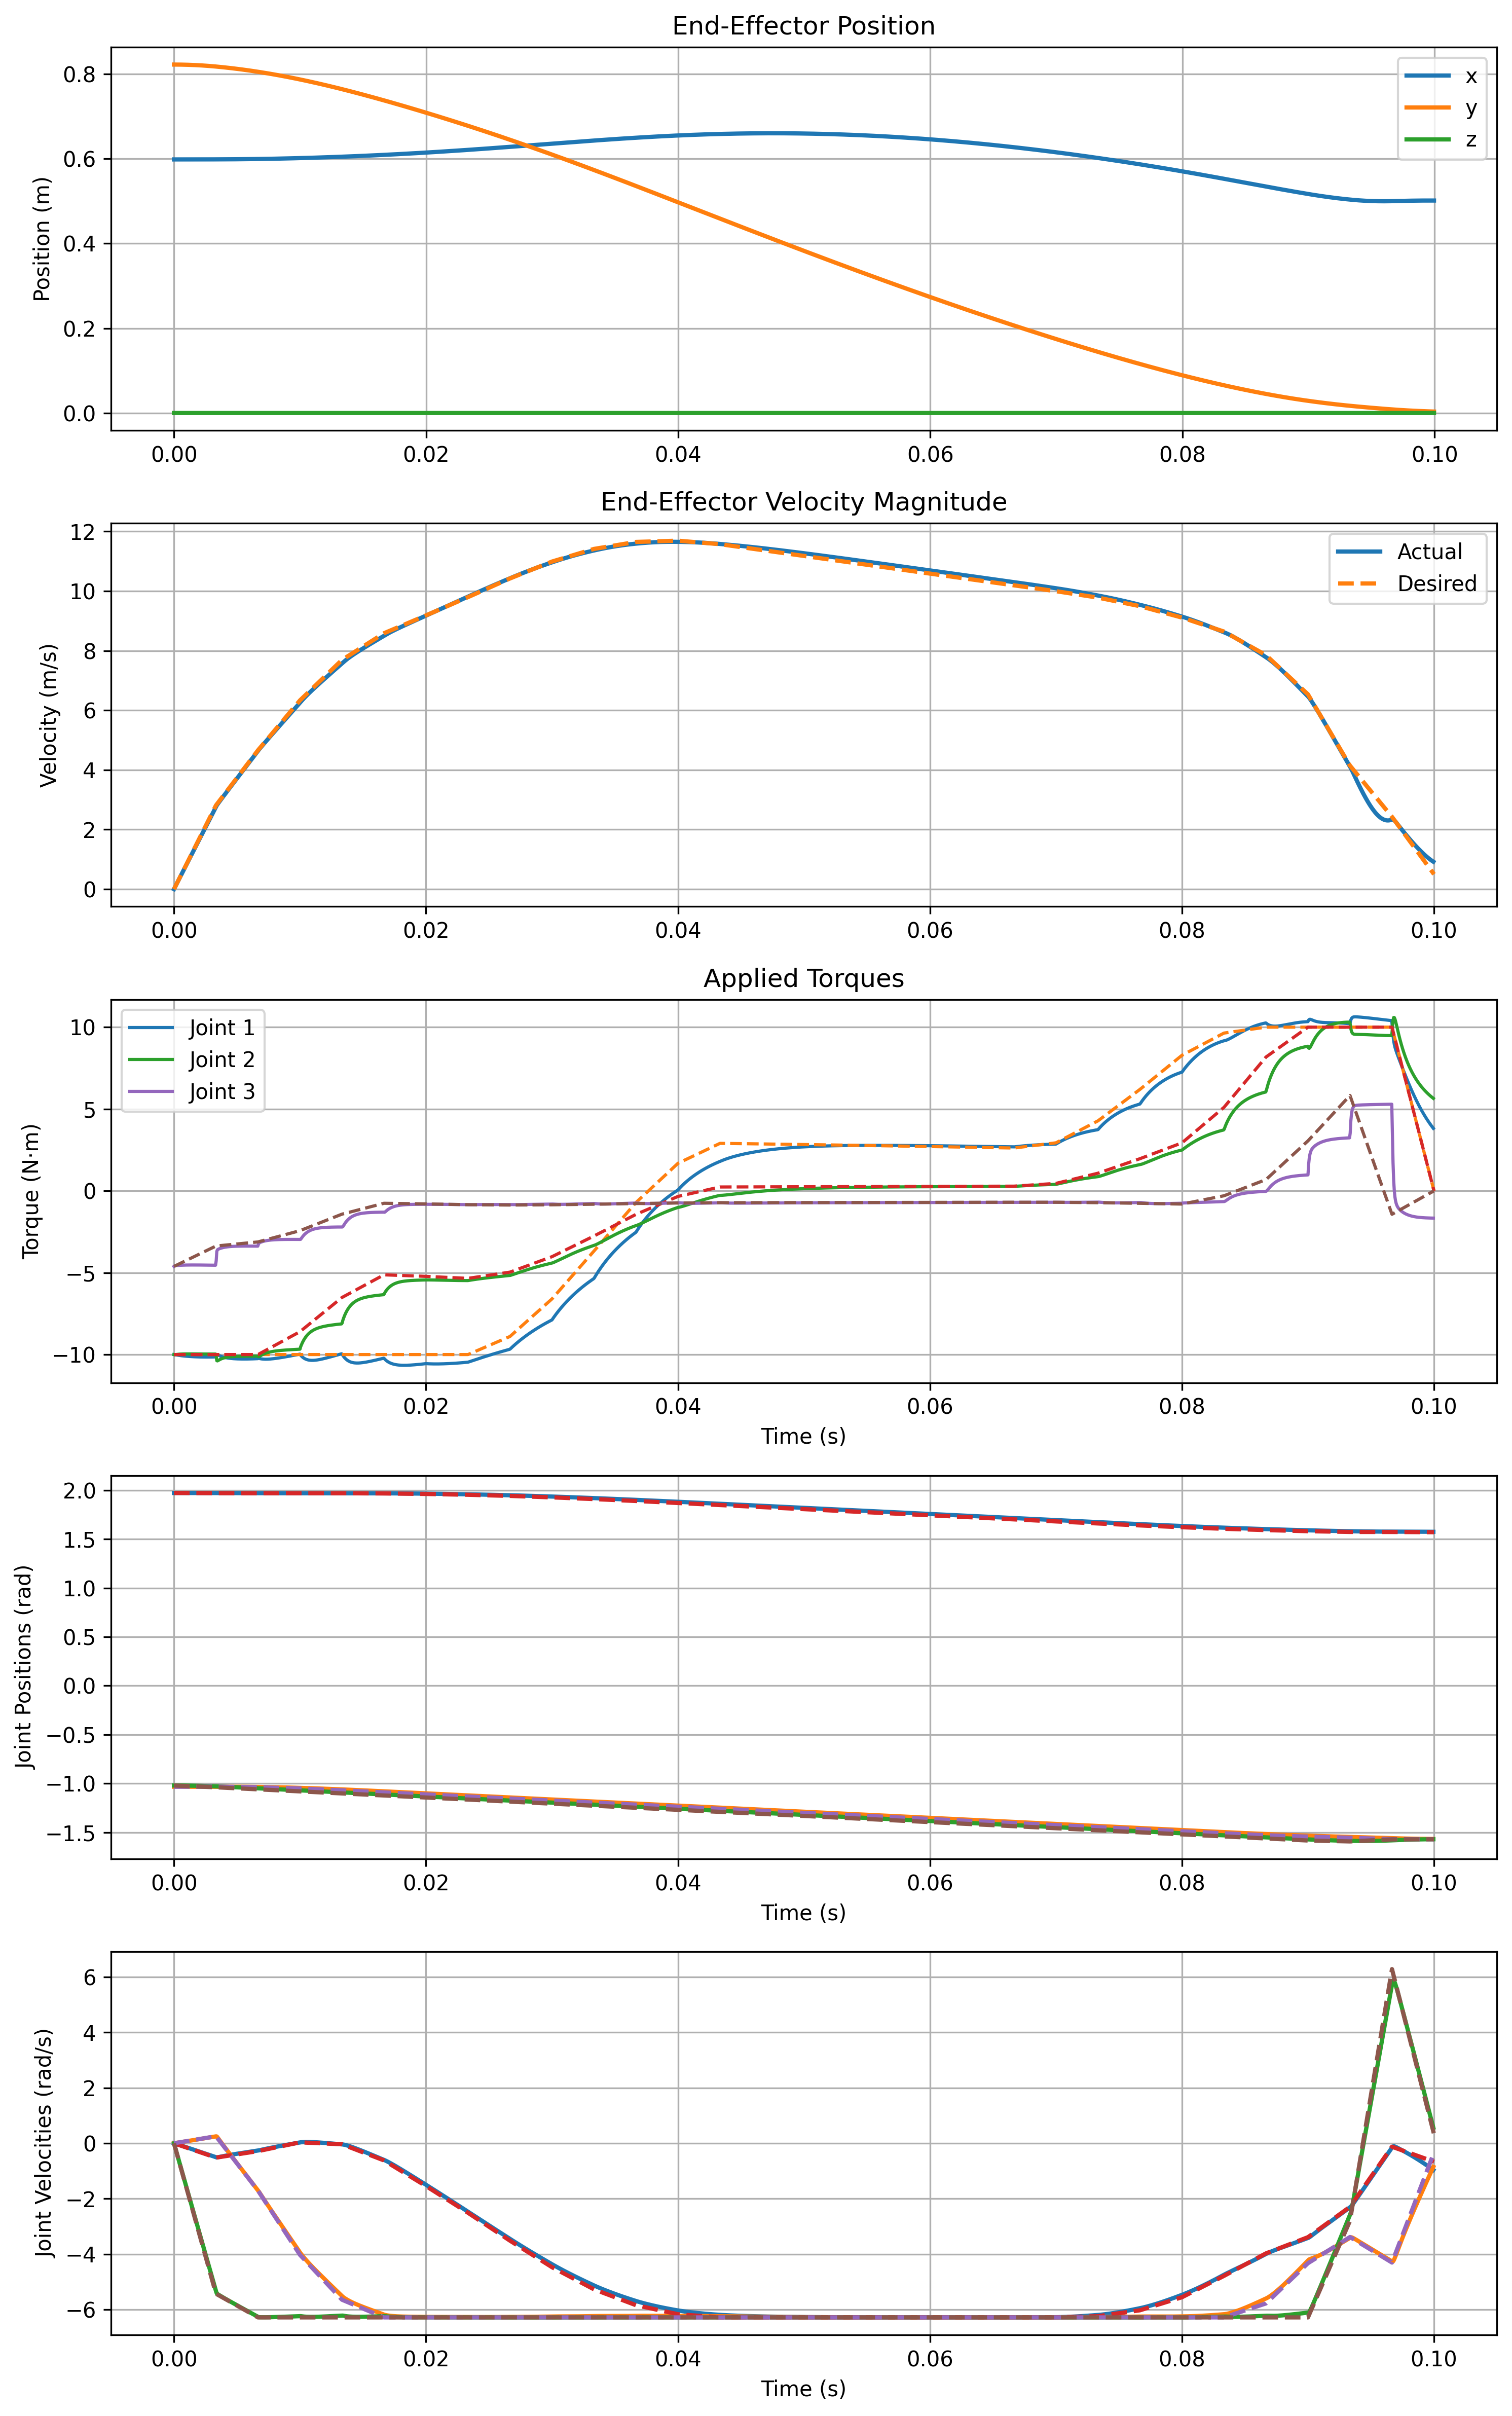 End-Effector Position
Position (m)
0.8
0.6
0.4
0.2
0.0
x
y
z
0.00 0.02 0.04 0.06 0.08 0.10
End-Effector Velocity Magnitude
Velocity (m/s)
12
10
8
6
4
2
0
Actual
Desired
0.00 0.02 0.04 0.06 0.08 0.10
Applied Torques
Torque (N·m)
10
5
0
−5
−10
Joint 1
Joint 2
Joint 3
0.00 0.02 0.04 0.06 0.08 0.10
Time (s)
Joint Positions (rad)
2.0
1.5
1.0
0.5
0.0
−0.5
−1.0
−1.5
0.00 0.02 0.04 0.06 0.08 0.10
Time (s)
Joint Velocities (rad/s)
6
4
2
0
−2
−4
−6
0.00 0.02 0.04 0.06 0.08 0.10
Time (s)